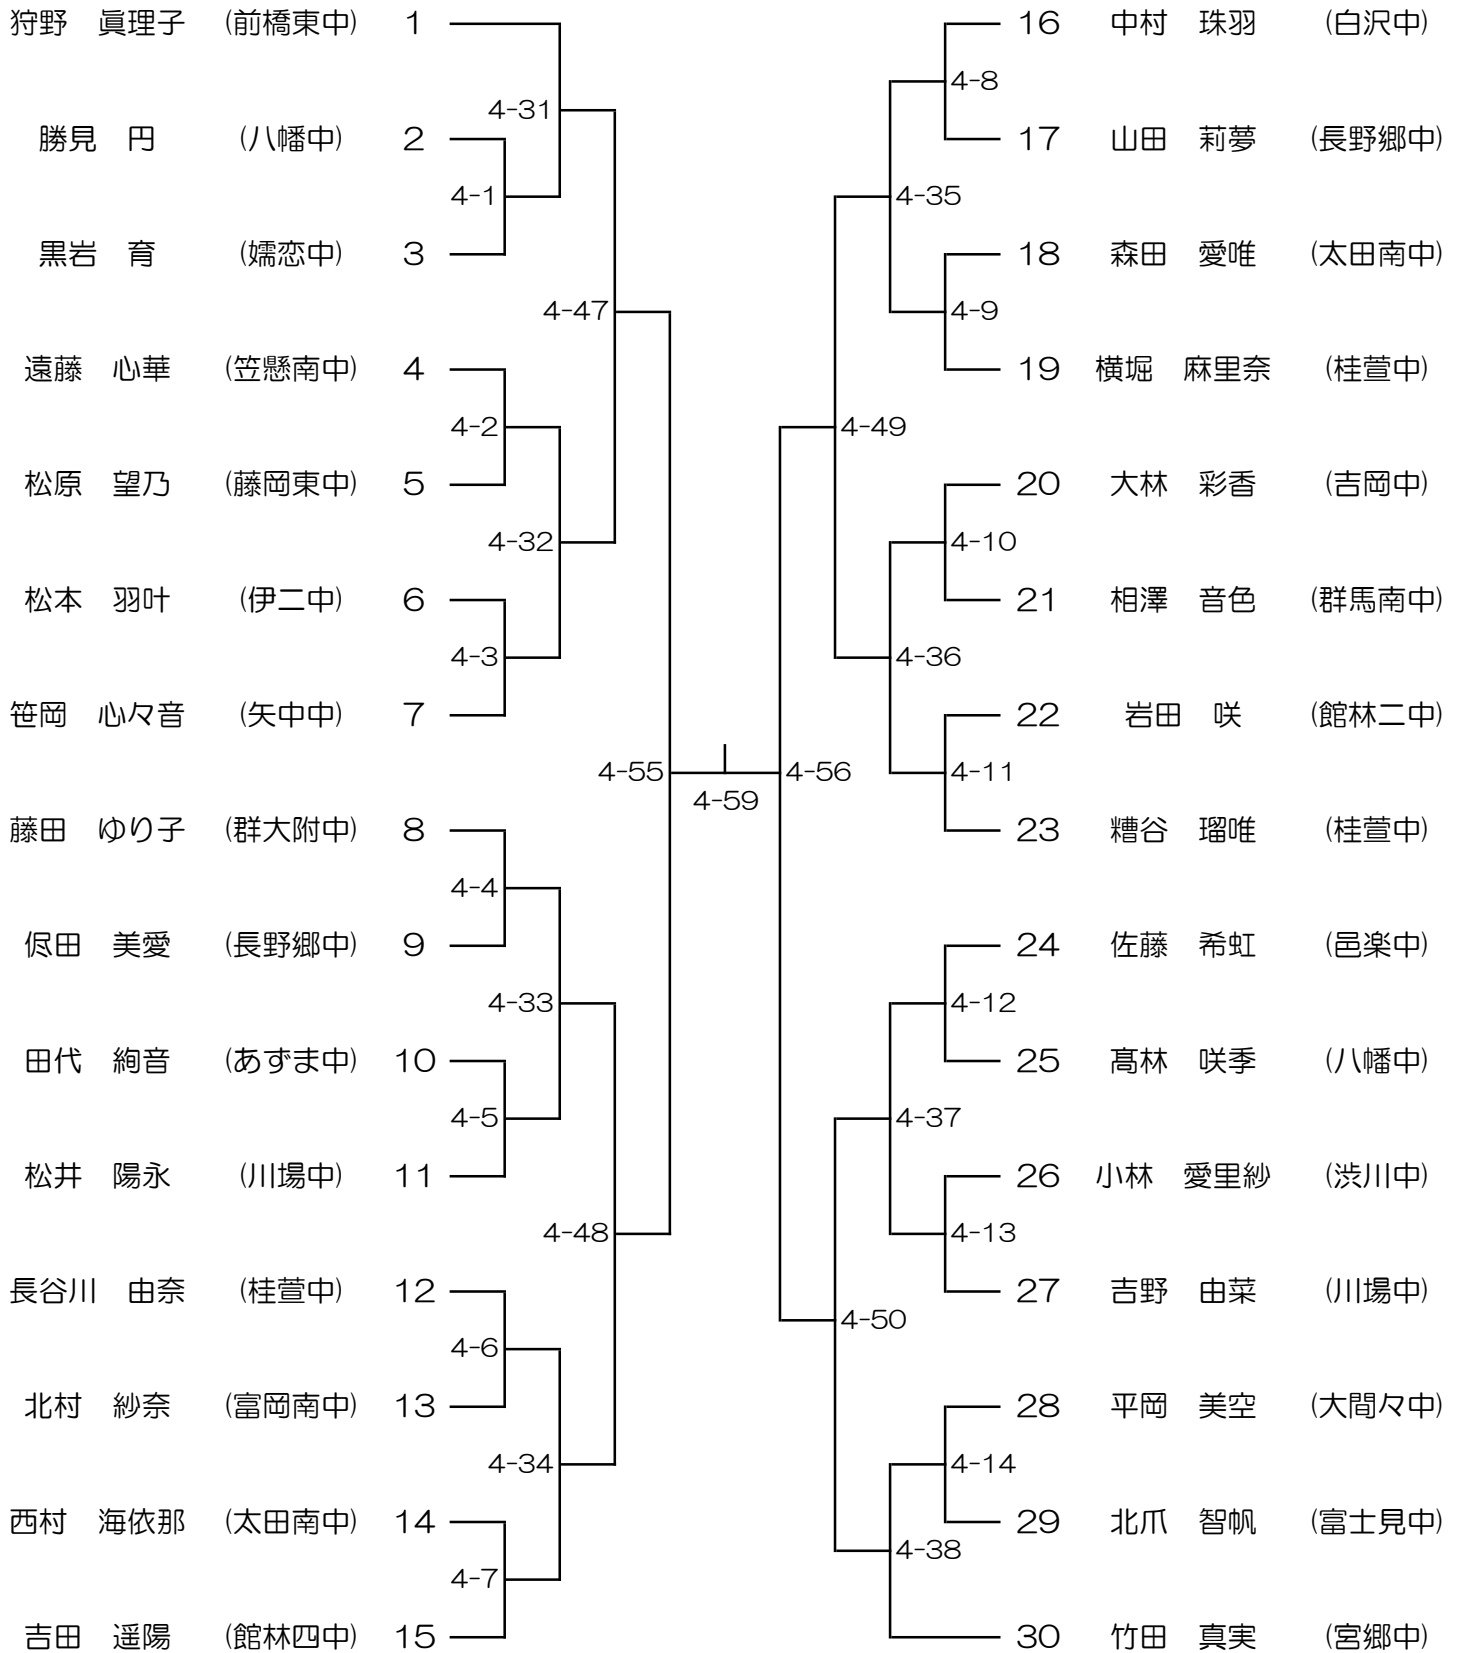 狩野　眞理子　(前橋東中)　1
勝見　円　(八幡中)　2
黒岩　育　(嬬恋中)　3
遠藤　心華　(笠懸南中)　4
松原　望乃　(藤岡東中)　5
松本　羽叶　(伊二中)　6
笹岡　心々音　(矢中中)　7
藤田　ゆり子　(群大附中)　8
侭田　美愛　(長野郷中)　9
田代　絢音　(あずま中)　10
松井　陽永　(川場中)　11
長谷川　由奈　(桂萱中)　12
北村　紗奈　(富岡南中)　13
西村　海依那　(太田南中)　14
吉田　遥陽　(館林四中)　15
4-1
4-2
4-3
4-4
4-5
4-6
4-7
4-31
4-32
4-33
4-34
4-47
4-48
4-55
4-59
4-56
4-49
4-50
4-35
4-36
4-37
4-38
4-8
4-9
4-10
4-11
4-12
4-13
4-14
16　中村　珠羽　(白沢中)
17　山田　莉夢　(長野郷中)
18　森田　愛唯　(太田南中)
19　横堀　麻里奈　(桂萱中)
20　大林　彩香　(吉岡中)
21　相澤　音色　(群馬南中)
22　岩田　咲　(館林二中)
23　糟谷　瑠唯　(桂萱中)
24　佐藤　希虹　(邑楽中)
25　髙林　咲季　(八幡中)
26　小林　愛里紗　(渋川中)
27　吉野　由菜　(川場中)
28　平岡　美空　(大間々中)
29　北爪　智帆　(富士見中)
30　竹田　真実　(宮郷中)